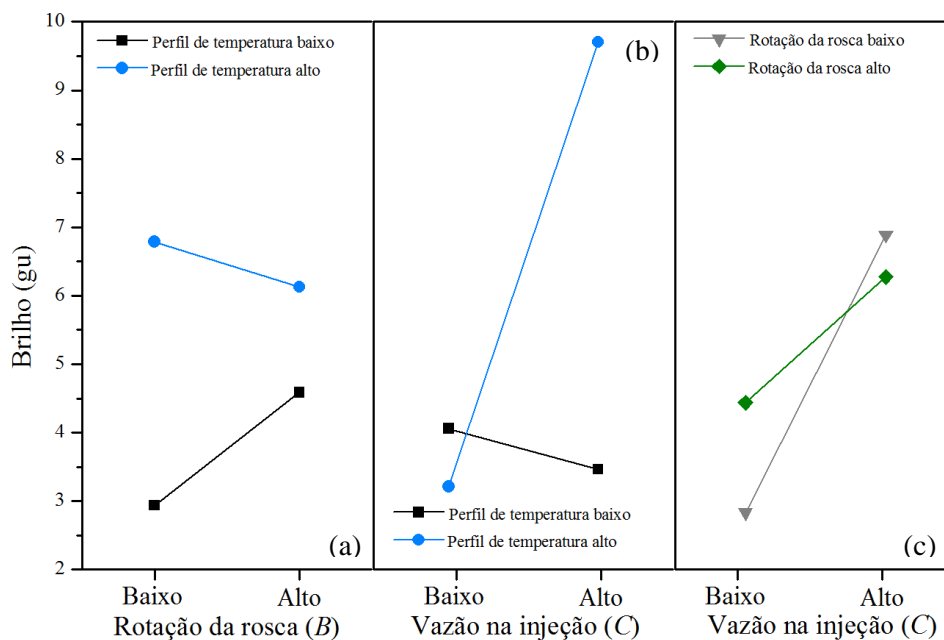 Brilho (gu)
10
9
8
7
6
5
4
3
2
Perfil de temperatura baixo
Perfil de temperatura alto
(a)
Baixo Alto
Rotação da rosca (B)
(b)
Perfil de temperatura baixo
Perfil de temperatura alto
Baixo Alto
Vazão na injeção (C)
Rotação da rosca baixo
Rotação da rosca alto
(c)
Baixo Alto
Vazão na injeção (C)